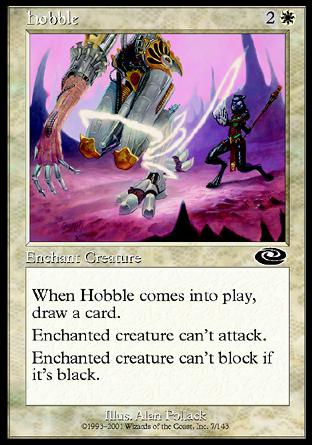 Hobble 2
Enchant Creature
When Hobble comes into play,
draw a card.
Enchanted creature can't attack.
Enchanted creature can't block if
it's black.
Illus. Alan Pollack
©1993–2001 Wizards of the Coast, Inc. 7/143